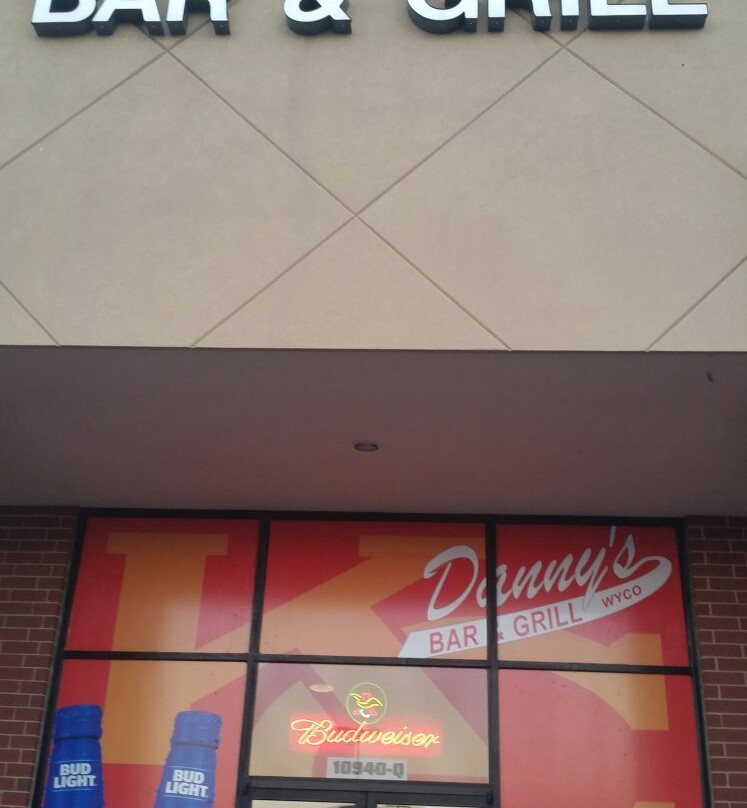 BAR & GRILL
Danny's
BAR & GRILL WYCO
Budweiser
10940-Q
BUD LIGHT
BUD LIGHT